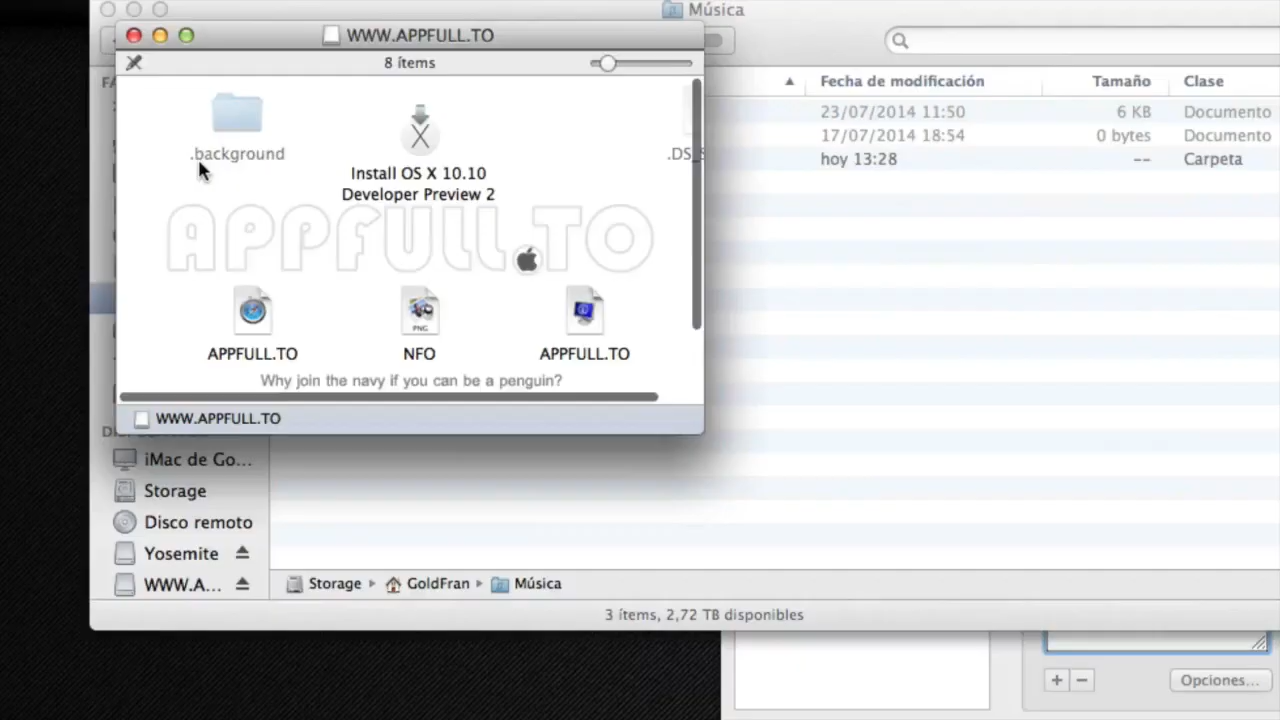 Música
WWW.APPFULL.TO
8 ítems
.background
Install OS X 10.10
Developer Preview 2
.DS_S
APPFULL.TO
APPFULL.TO
NFO
APPFULL.TO
Why join the navy if you can be a penguin?
WWW.APPFULL.TO
Fecha de modificación
Tamaño
Clase
23/07/2014 11:50
6 KB
Documento
17/07/2014 18:54
0 bytes
Documento
hoy 13:28
--
Carpeta
iMac de Go...
Storage
Disco remoto
Yosemite
WWW.A...
Storage
GoldFran
Música
3 ítems, 2,72 TB disponibles
Opciones...